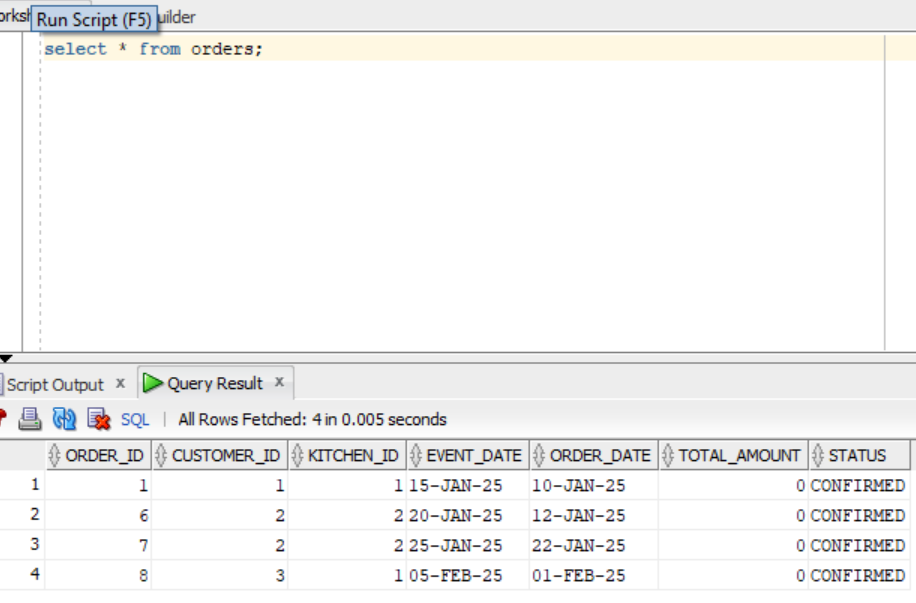 Run Script (F5)
select * from orders;
Script Output x Query Result x
SQL | All Rows Fetched: 4 in 0.005 seconds
ORDER_ID CUSTOMER_ID KITCHEN_ID EVENT_DATE ORDER_DATE TOTAL_AMOUNT STATUS
1 1 1 1 15-JAN-25 10-JAN-25 0 CONFIRMED
2 6 2 2 20-JAN-25 12-JAN-25 0 CONFIRMED
3 7 2 2 25-JAN-25 22-JAN-25 0 CONFIRMED
4 8 3 1 05-FEB-25 01-FEB-25 0 CONFIRMED